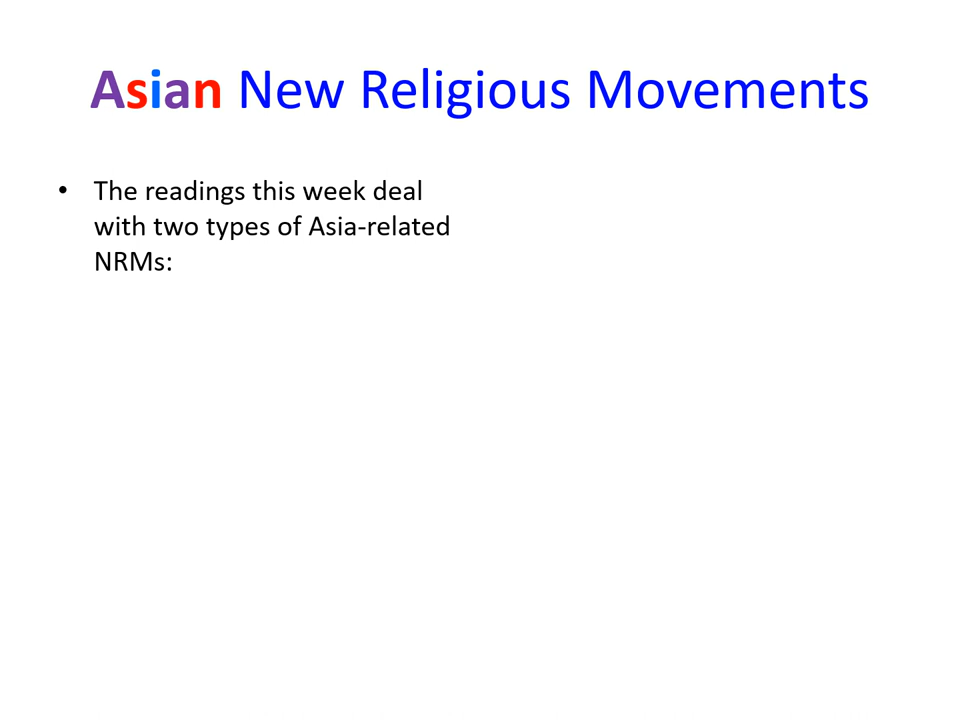 Asian New Religious Movements
• The readings this week deal
with two types of Asia-related
NRMs: